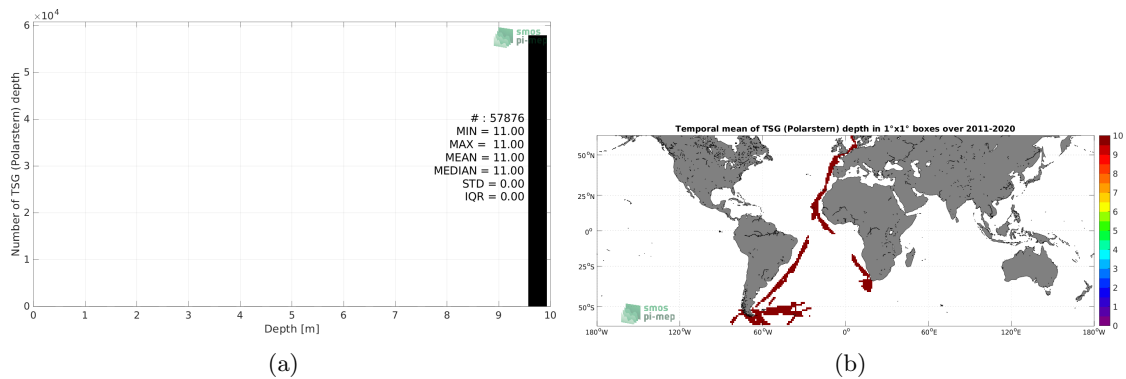 ×10⁴
6
5
4
3
2
1
0
Number of TSG (Polarstern) depth
smos
pi-mep
# : 57876
MIN = 11.00
MAX = 11.00
MEAN = 11.00
MEDIAN = 11.00
STD = 0.00
IQR = 0.00
0 1 2 3 4 5 6 7 8 9 10
Depth [m]
(a)
Temporal mean of TSG (Polarstern) depth in 1°x1° boxes over 2011-2020
50°N
25°N
0°
25°S
50°S
smos
pi-mep
180°W 120°W 60°W 0° 60°E 120°E 180°W
10
9
8
7
6
5
4
3
2
1
0
(b)